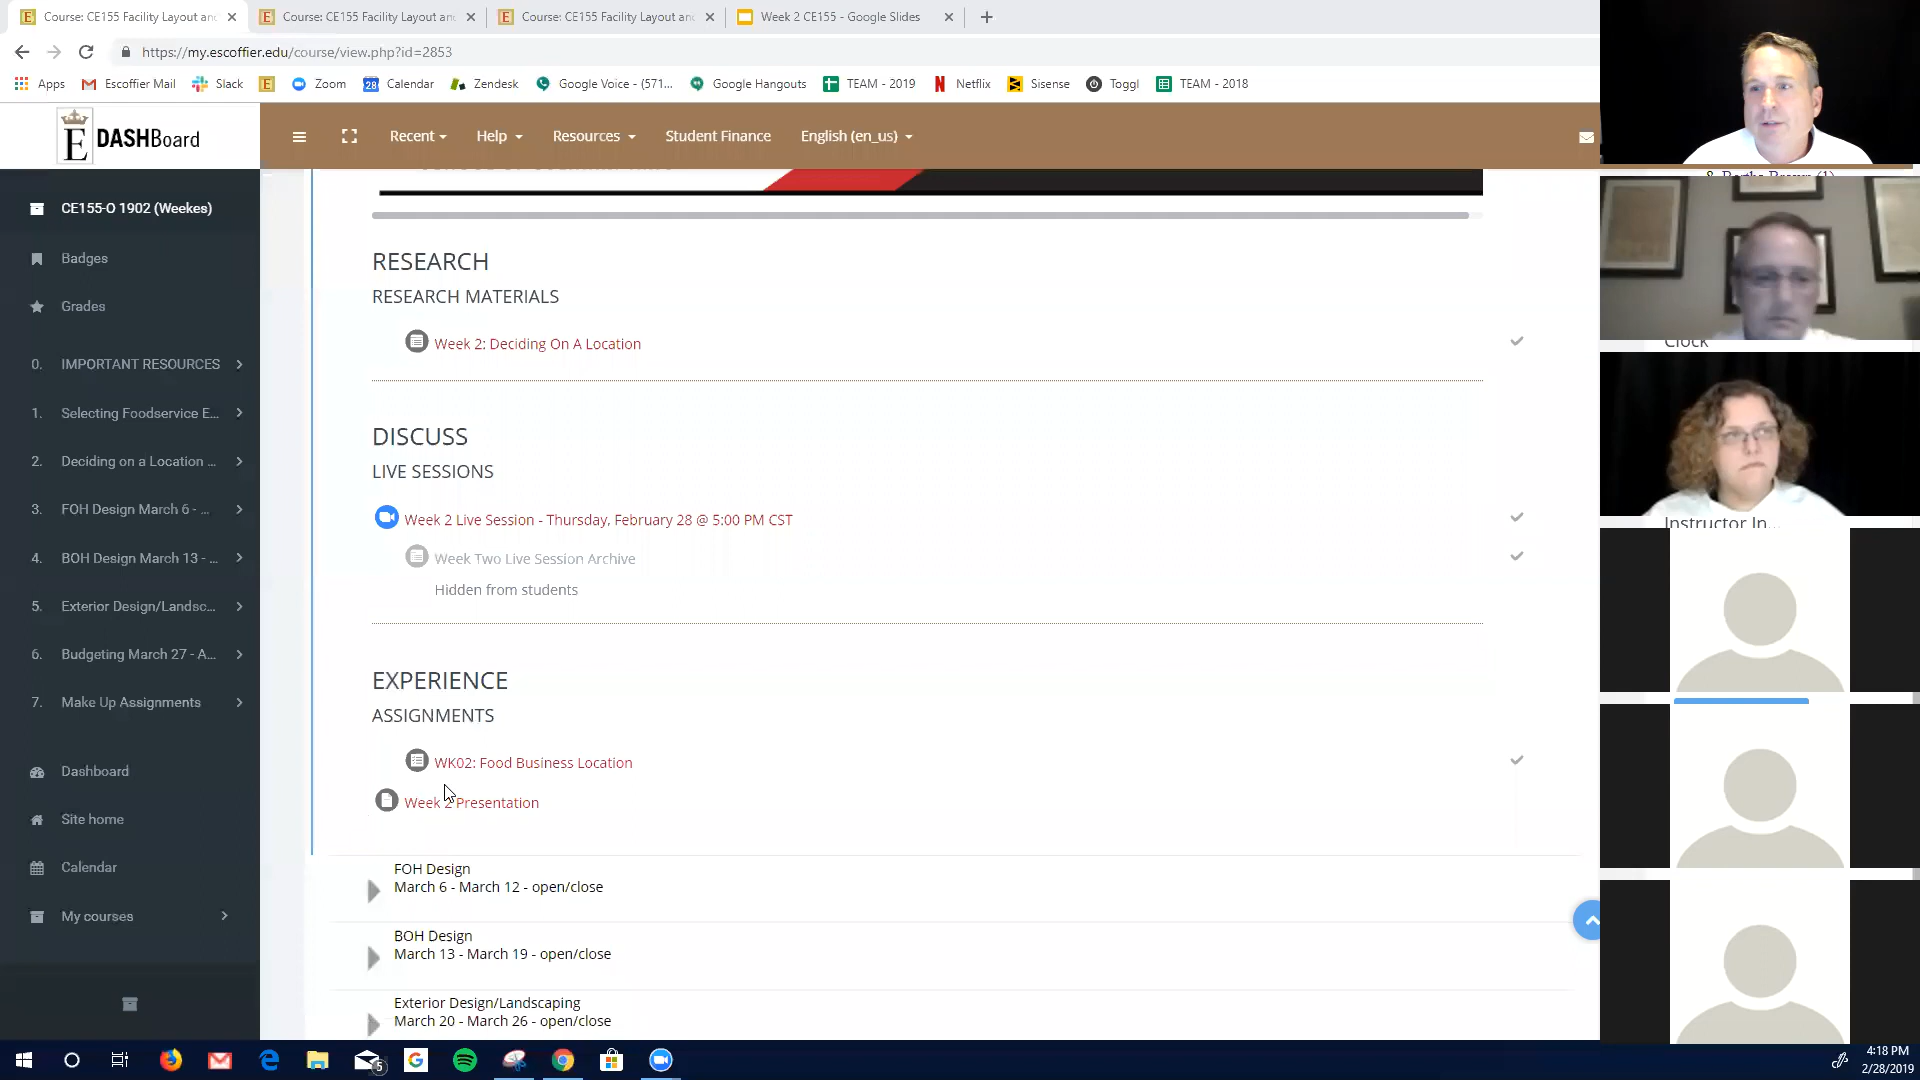 Course: CE155 Facility Layout an
Course: CE155 Facility Layout an
Course: CE155 Facility Layout an
Week 2 CE155 - Google Slides
https://my.escoffier.edu/course/view.php?id=2853
Apps
Escoffier Mail
Slack
Zoom
Calendar
Zendesk
Google Voice - (571...
Google Hangouts
TEAM - 2019
Netflix
Sisense
Toggl
TEAM - 2018
E DASHBoard
Recent
Help
Resources
Student Finance
English (en_us)
CE155-O 1902 (Weekes)
Badges
Grades
0. IMPORTANT RESOURCES
1. Selecting Foodservice E...
2. Deciding on a Location ...
3. FOH Design March 6 - ...
4. BOH Design March 13 - ...
5. Exterior Design/Landsc...
6. Budgeting March 27 - A...
7. Make Up Assignments
Dashboard
Site home
Calendar
My courses
RESEARCH
RESEARCH MATERIALS
Week 2: Deciding On A Location
DISCUSS
LIVE SESSIONS
Week 2 Live Session - Thursday, February 28 @ 5:00 PM CST
Week Two Live Session Archive
Hidden from students
EXPERIENCE
ASSIGNMENTS
WK02: Food Business Location
Week 2 Presentation
FOH Design
March 6 - March 12 - open/close
BOH Design
March 13 - March 19 - open/close
Exterior Design/Landscaping
March 20 - March 26 - open/close
Clock
Instructor In...
5
4:18 PM
2/28/2019